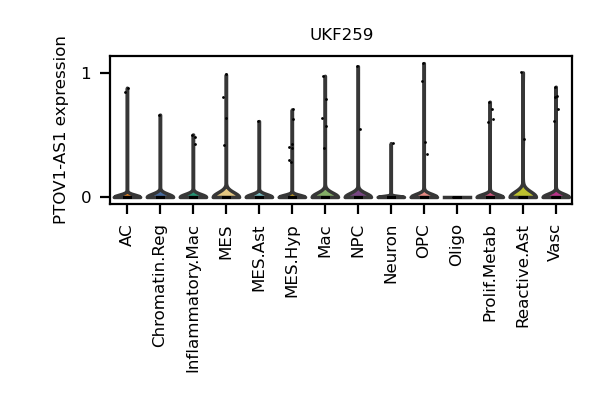 UKF259
PTOV1-AS1 expression
1
0
AC
Chromatin.Reg
Inflammatory.Mac
MES
MES.Ast
MES.Hyp
Mac
NPC
Neuron
OPC
Oligo
Prolif.Metab
Reactive.Ast
Vasc